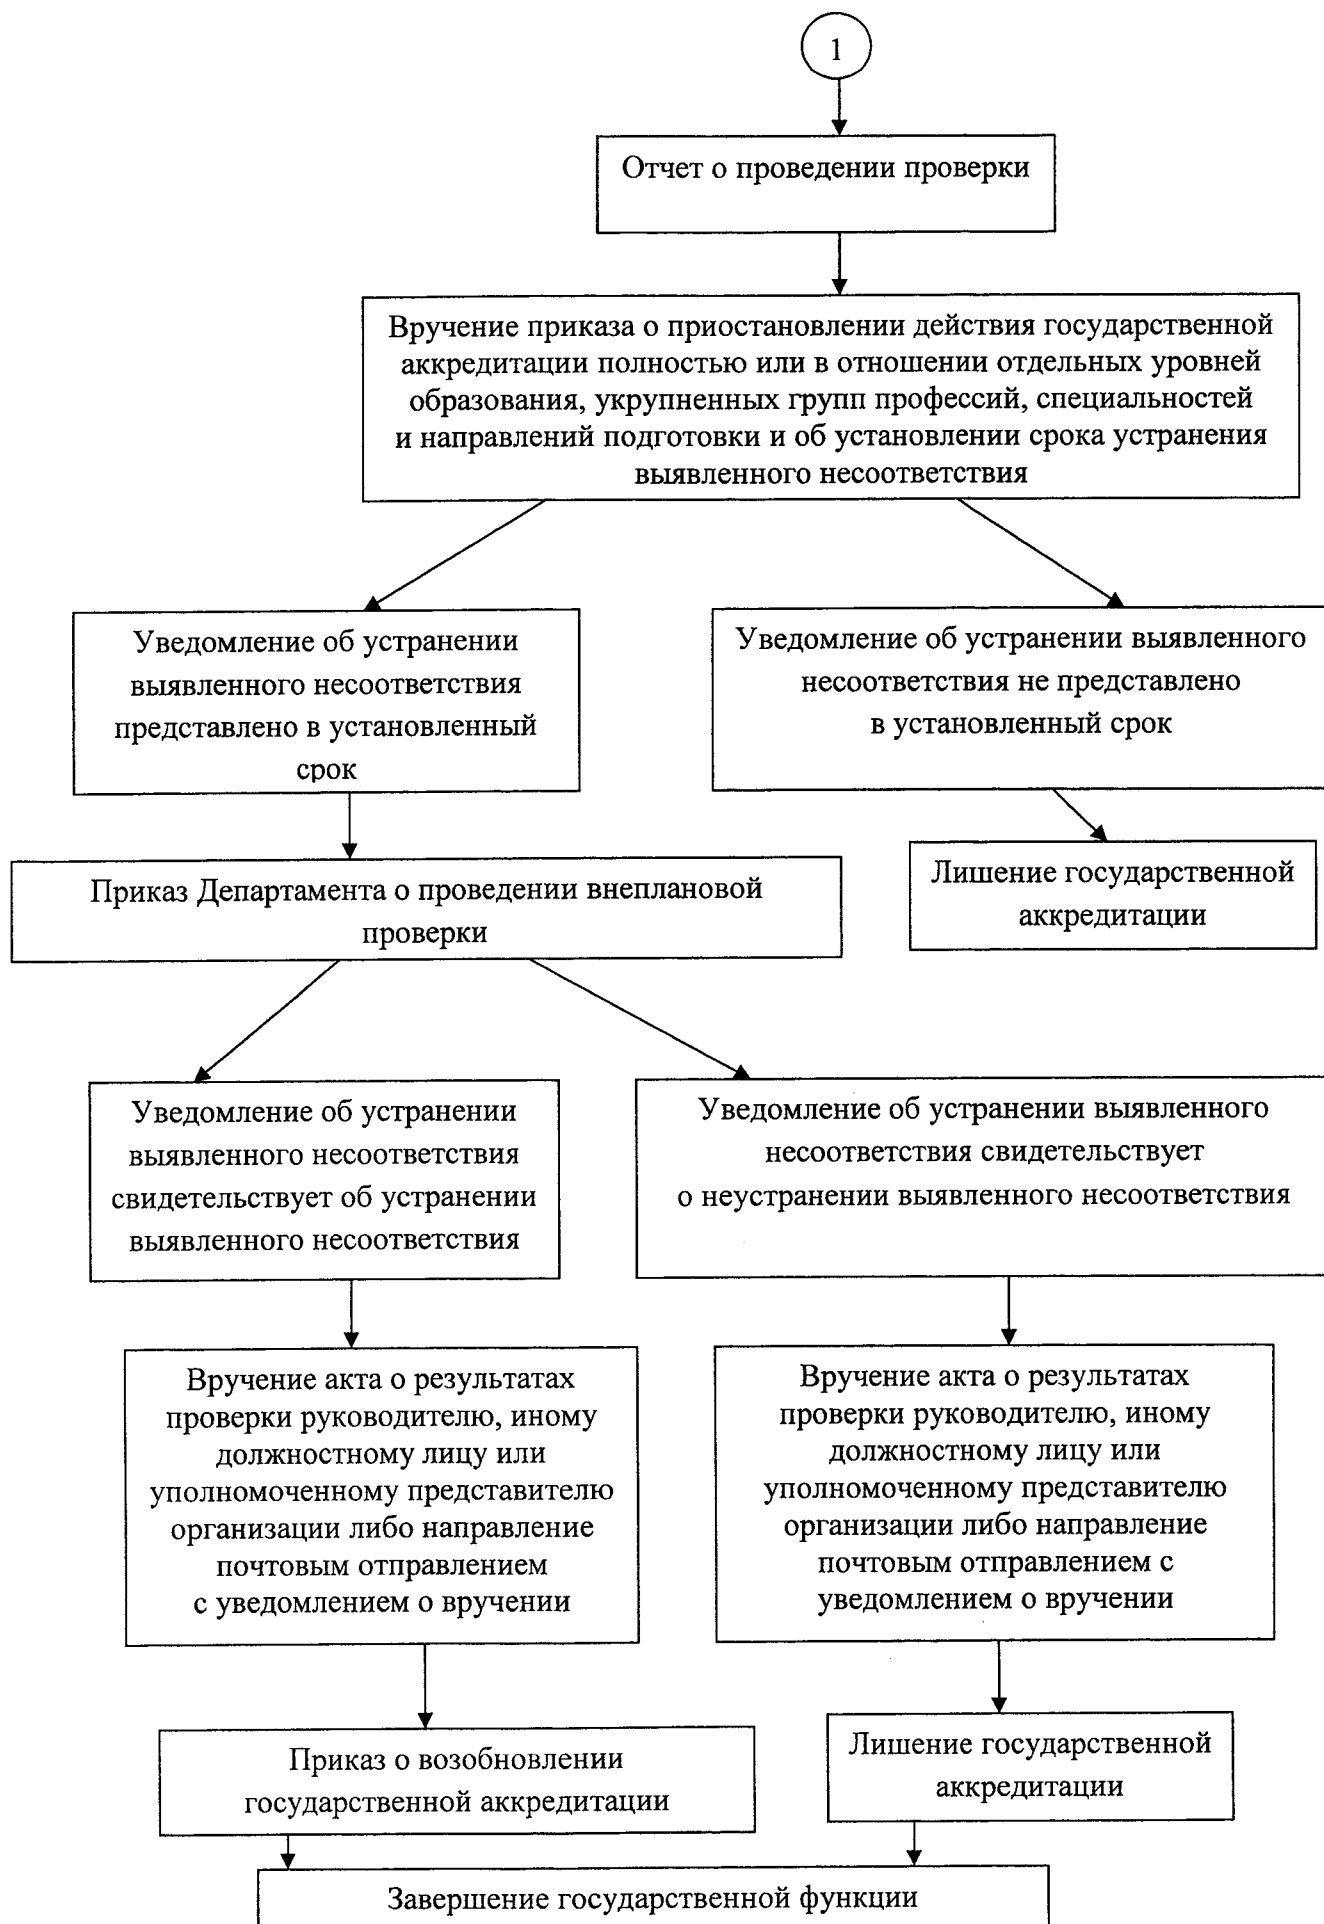 1
Отчет о проведении проверки
Вручение приказа о приостановлении действия государственной
аккредитации полностью или в отношении отдельных уровней
образования, укрупненных групп профессий, специальностей
и направлений подготовки и об установлении срока устранения
выявленного несоответствия
Уведомление об устранении
выявленного несоответствия
представлено в установленный
срок
Уведомление об устранении выявленного
несоответствия не представлено
в установленный срок
Приказ Департамента о проведении внеплановой
проверки
Лишение государственной
аккредитации
Уведомление об устранении
выявленного несоответствия
свидетельствует об устранении
выявленного несоответствия
Уведомление об устранении выявленного
несоответствия свидетельствует
о неустранении выявленного несоответствия
Вручение акта о результатах
проверки руководителю, иному
должностному лицу или
уполномоченному представителю
организации либо направление
почтовым отправлением
с уведомлением о вручении
Вручение акта о результатах
проверки руководителю, иному
должностному лицу или
уполномоченному представителю
организации либо направление
почтовым отправлением с
уведомлением о вручении
Приказ о возобновлении
государственной аккредитации
Лишение государственной
аккредитации
Завершение государственной функции